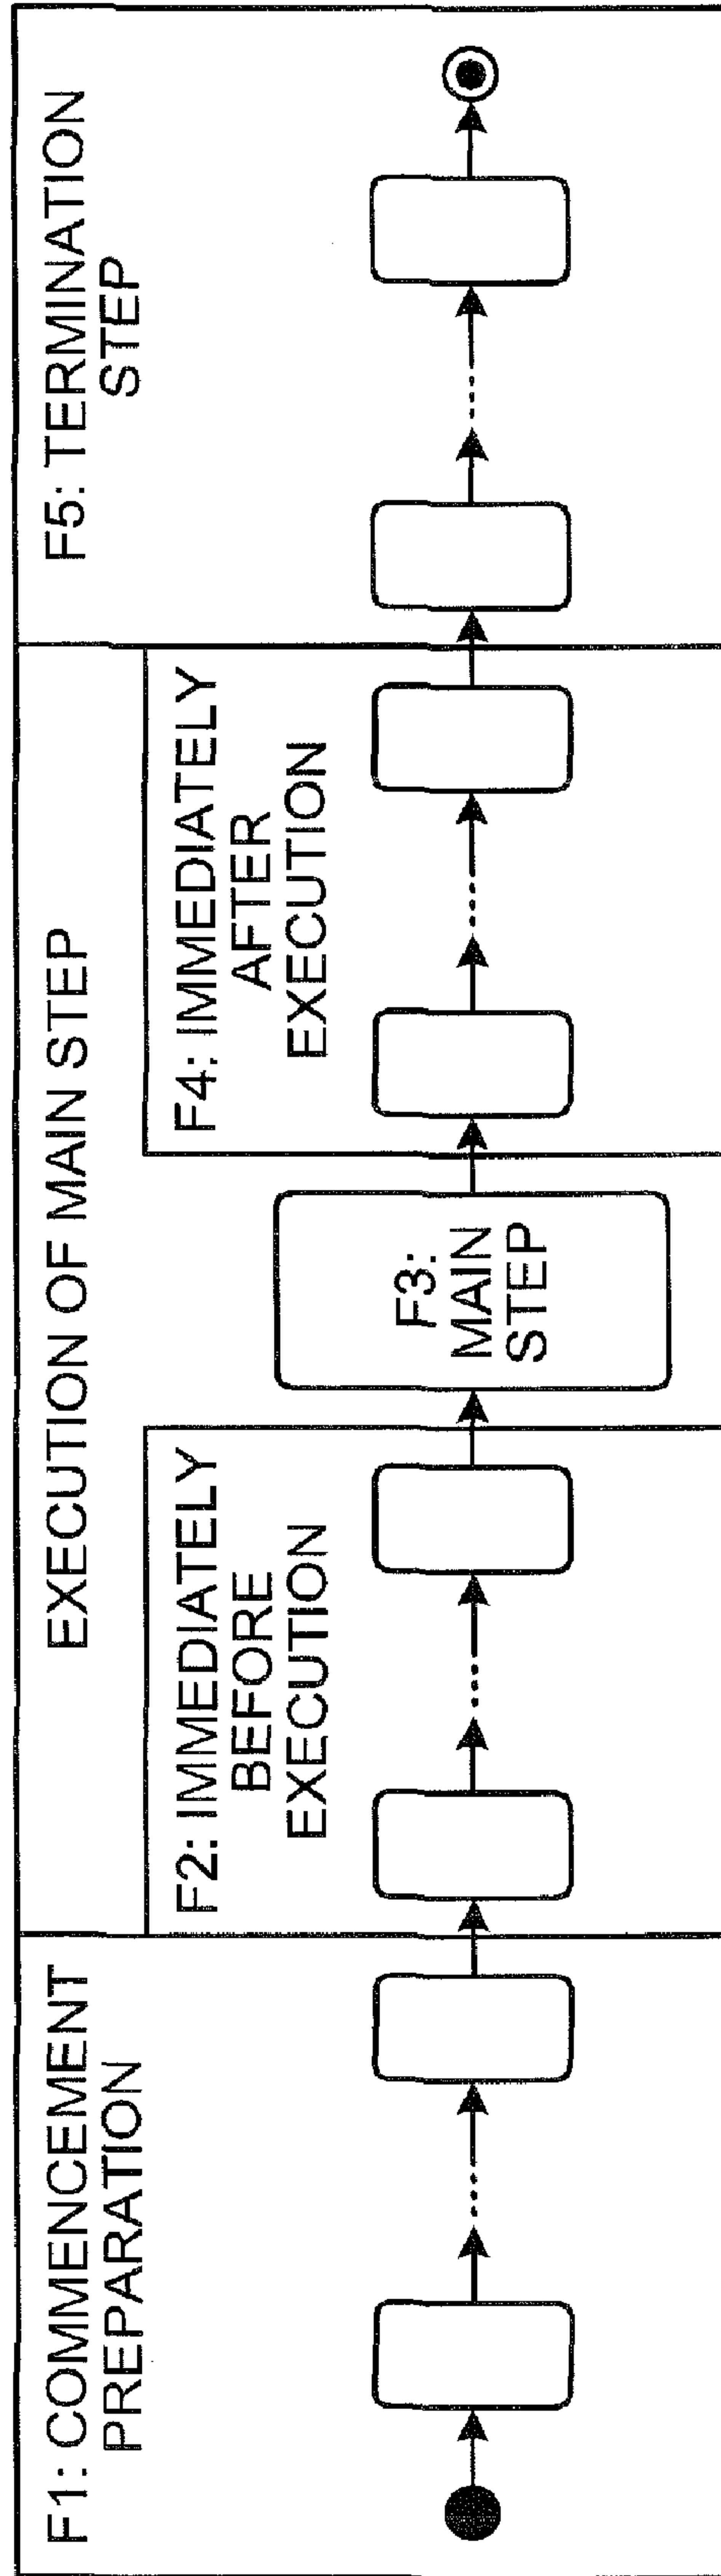 F1: COMMENCEMENT
PREPARATION
EXECUTION OF MAIN STEP
F2: IMMEDIATELY
BEFORE
EXECUTION
F3:
MAIN
STEP
F4: IMMEDIATELY
AFTER
EXECUTION
F5: TERMINATION
STEP